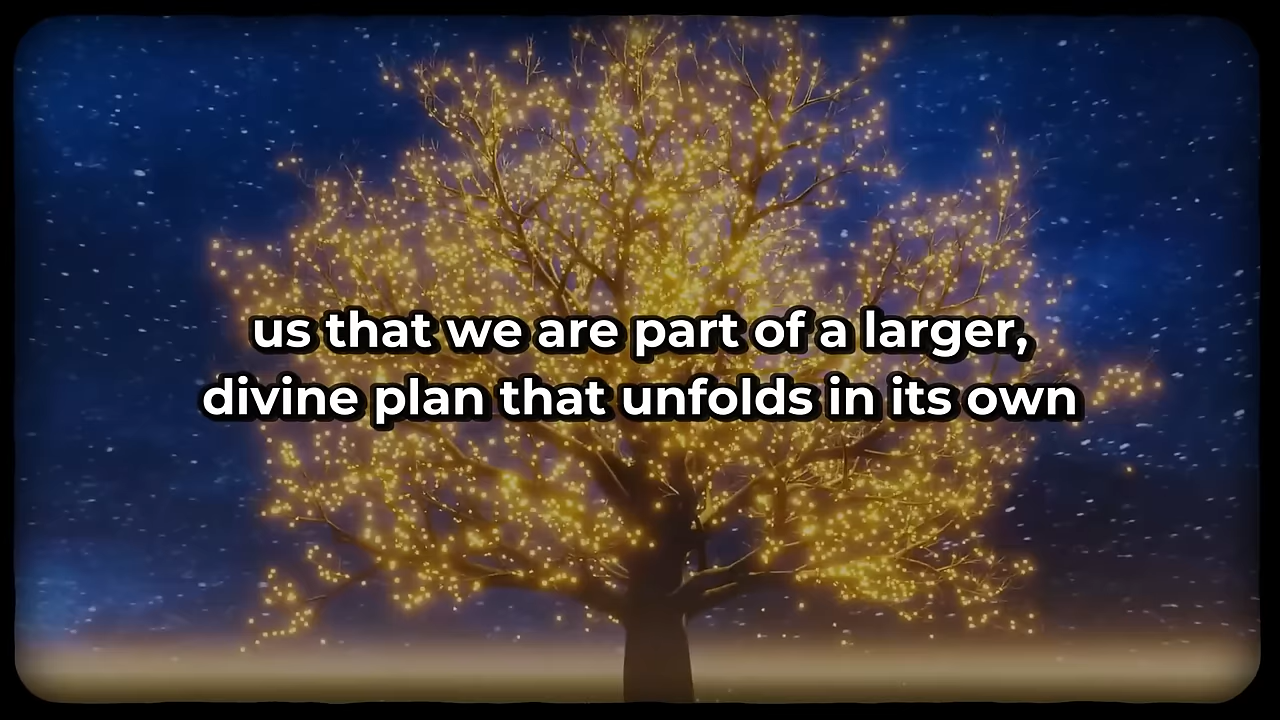 us that we are part of a larger,
divine plan that unfolds in its own